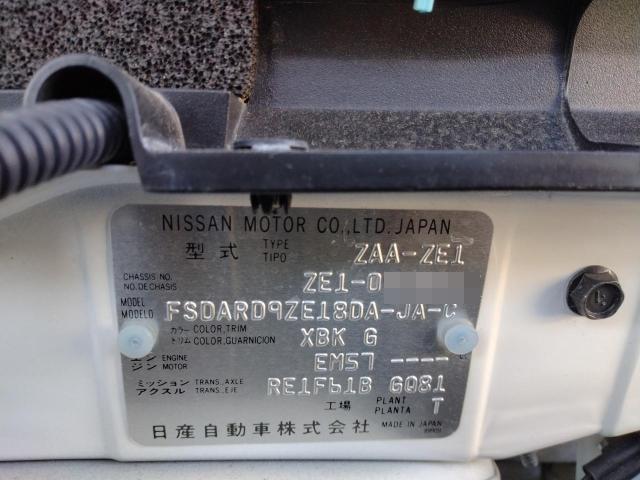 NISSAN MOTOR CO.,LTD.JAPAN
型式 TYPE TIPO ZAA-ZE1
CHASSIS NO. NO.DECHASIS ZE1-0
MODEL MODELO FSDARD9ZE18DA-JA-C
カラー COLOR,TRIM トリム COLOR,GUARNICION XBK G
エンジン ENGINE MOTOR EM57 ----
ミッション TRANS.,AXLE アクスル TRANS.,EJE RE1F61B GQ81
工場 PLANT PLANTA T
日産自動車株式会社 MADE IN JAPAN